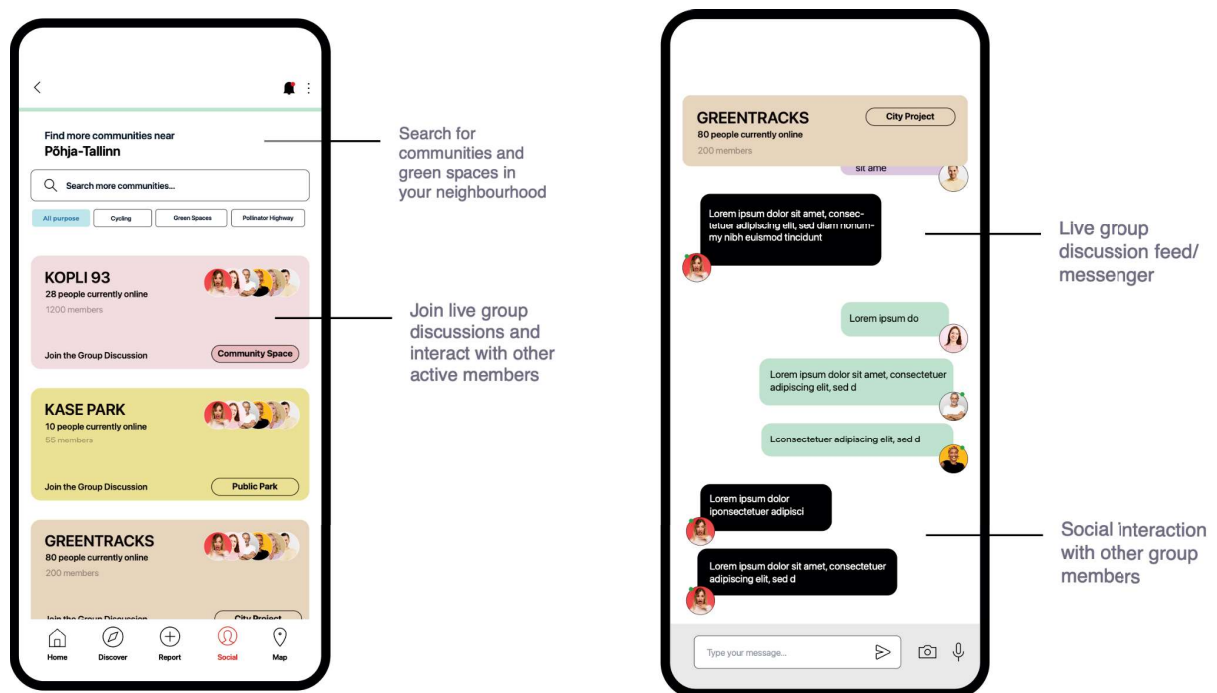 Find more communities near
Põhja-Tallinn
Search more communities...
All purpose
Cycling
Green Spaces
Pollinator Highway
KOPLI 93
28 people currently online
1200 members
Join the Group Discussion
Community Space
KASE PARK
10 people currently online
55 members
Join the Group Discussion
Public Park
GREENTRACKS
80 people currently online
200 members
Join the Group Discussion
City Project
Home
Discover
Report
Social
Map
Search for
communities and
green spaces in
your neighbourhood
Join live group
discussions and
interact with other
active members
GREENTRACKS
City Project
80 people currently online
200 members
sit ame
Lorem ipsum dolor sit amet, consec-
tetuer adipiscing elit, sed diam nonum-
my nibh euismod tincidunt
Lorem ipsum do
Lorem ipsum dolor sit amet, consectetuer
adipiscing elit, sed d
Lconsectetuer adipiscing elit, sed d
Lorem ipsum dolor
iponsectetuer adipisci
Lorem ipsum dolor sit amet, consectetuer
adipiscing elit, sed d
Type your message...
Live group
discussion feed/
messenger
Social interaction
with other group
members